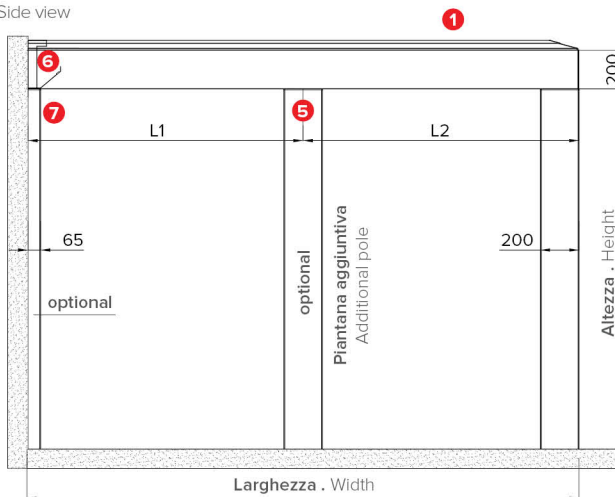 Side view
1
6
200
7
5
L1
L2
65
200
optional
optional
Piantana aggiuntiva
Additional pole
Altezza . Height
Larghezza . Width